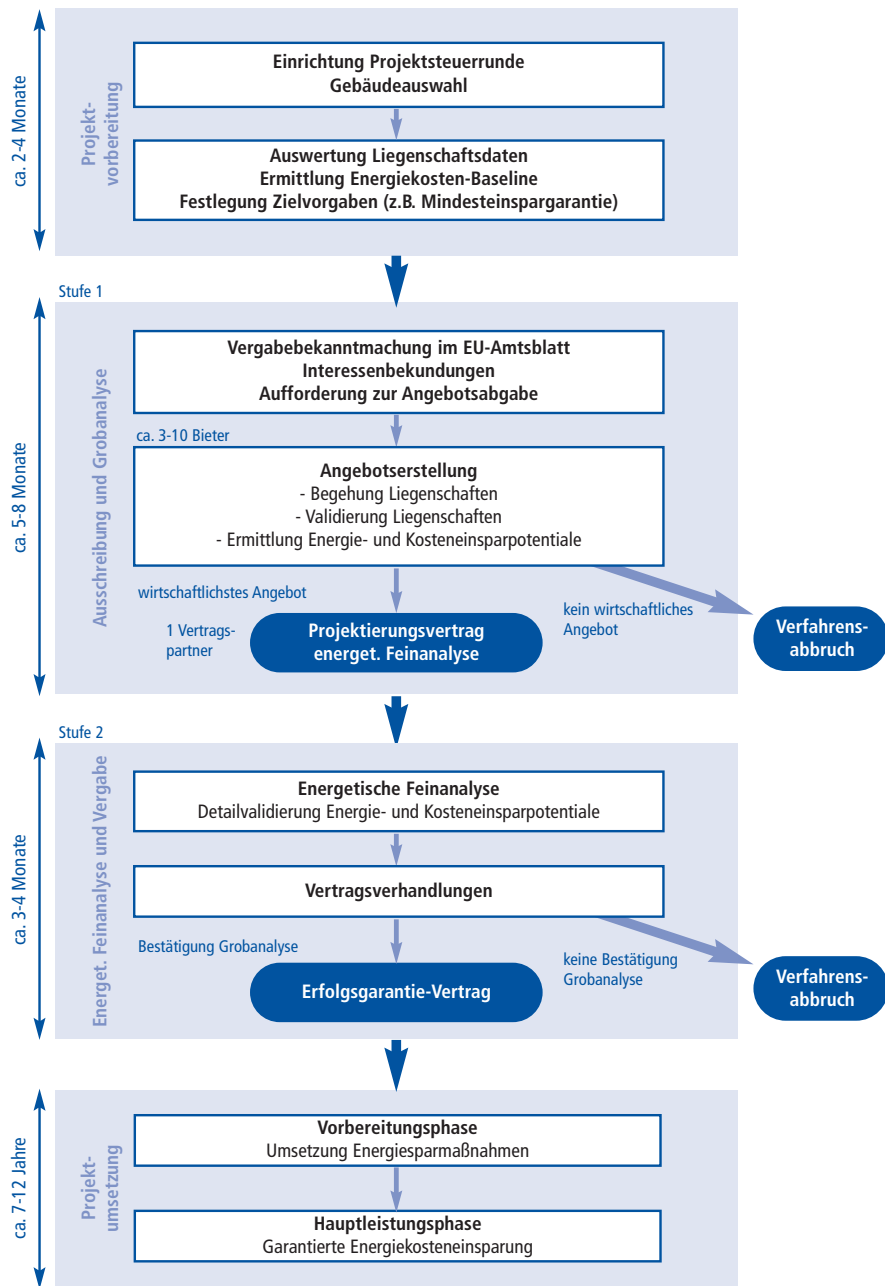 ca. 2-4 Monate
Projekt-
vorbereitung
Einrichtung Projektsteuerrunde
Gebäudeauswahl
Auswertung Liegenschaftsdaten
Ermittlung Energiekosten-Baseline
Festlegung Zielvorgaben (z.B. Mindesteinspargarantie)
Stufe 1
ca. 5-8 Monate
Ausschreibung und Grobanalyse
Vergabebekanntmachung im EU-Amtsblatt
Interessenbekundungen
Aufforderung zur Angebotsabgabe
ca. 3-10 Bieter
Angebotserstellung
- Begehung Liegenschaften
- Validierung Liegenschaften
- Ermittlung Energie- und Kosteneinsparpotentiale
wirtschaftlichstes Angebot
1 Vertrags-
partner
Projektierungsvertrag
energet. Feinanalyse
kein wirtschaftliches
Angebot
Verfahrens-
abbruch
Stufe 2
ca. 3-4 Monate
Energet. Feinanalyse und Vergabe
Energetische Feinanalyse
Detailvalidierung Energie- und Kosteneinsparpotentiale
Vertragsverhandlungen
Bestätigung Grobanalyse
Erfolgsgarantie-Vertrag
keine Bestätigung
Grobanalyse
Verfahrens-
abbruch
ca. 7-12 Jahre
Projekt-
umsetzung
Vorbereitungsphase
Umsetzung Energiesparmaßnahmen
Hauptleistungsphase
Garantierte Energiekosteneinsparung